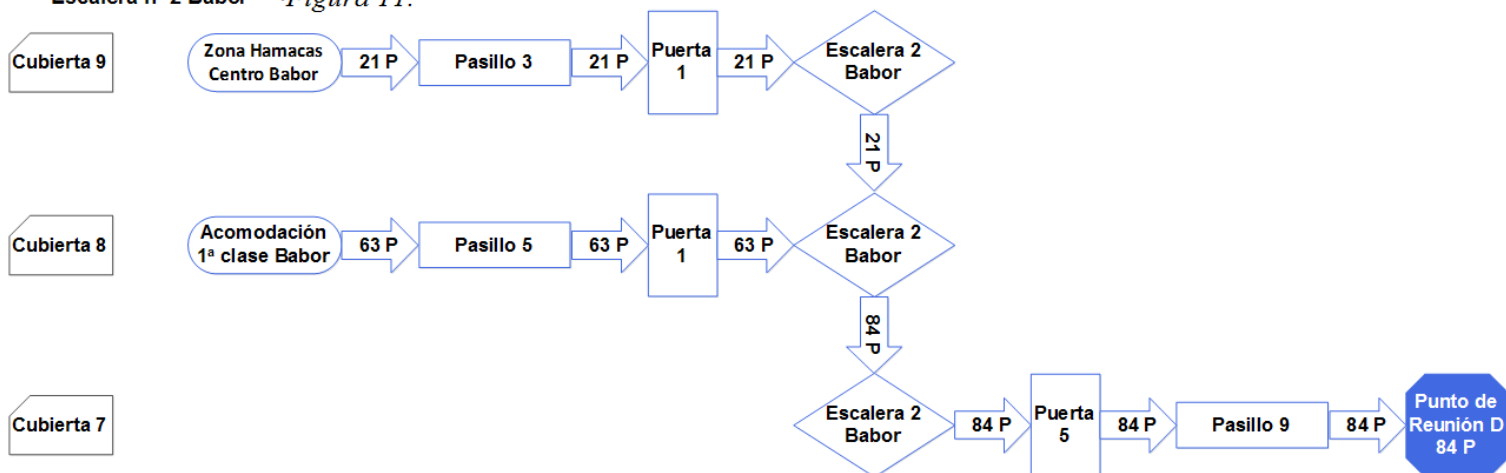 Escalera nº 2 Babor Figura 11.
Cubierta 9
Zona Hamacas
Centro Babor
21 P
Pasillo 3
21 P
Puerta
1
21 P
Escalera 2
Babor
21 P
Cubierta 8
Acomodación
1ª clase Babor
63 P
Pasillo 5
63 P
Puerta
1
63 P
Escalera 2
Babor
84 P
Cubierta 7
Escalera 2
Babor
84 P
Puerta
5
84 P
Pasillo 9
84 P
Punto de
Reunión D
84 P